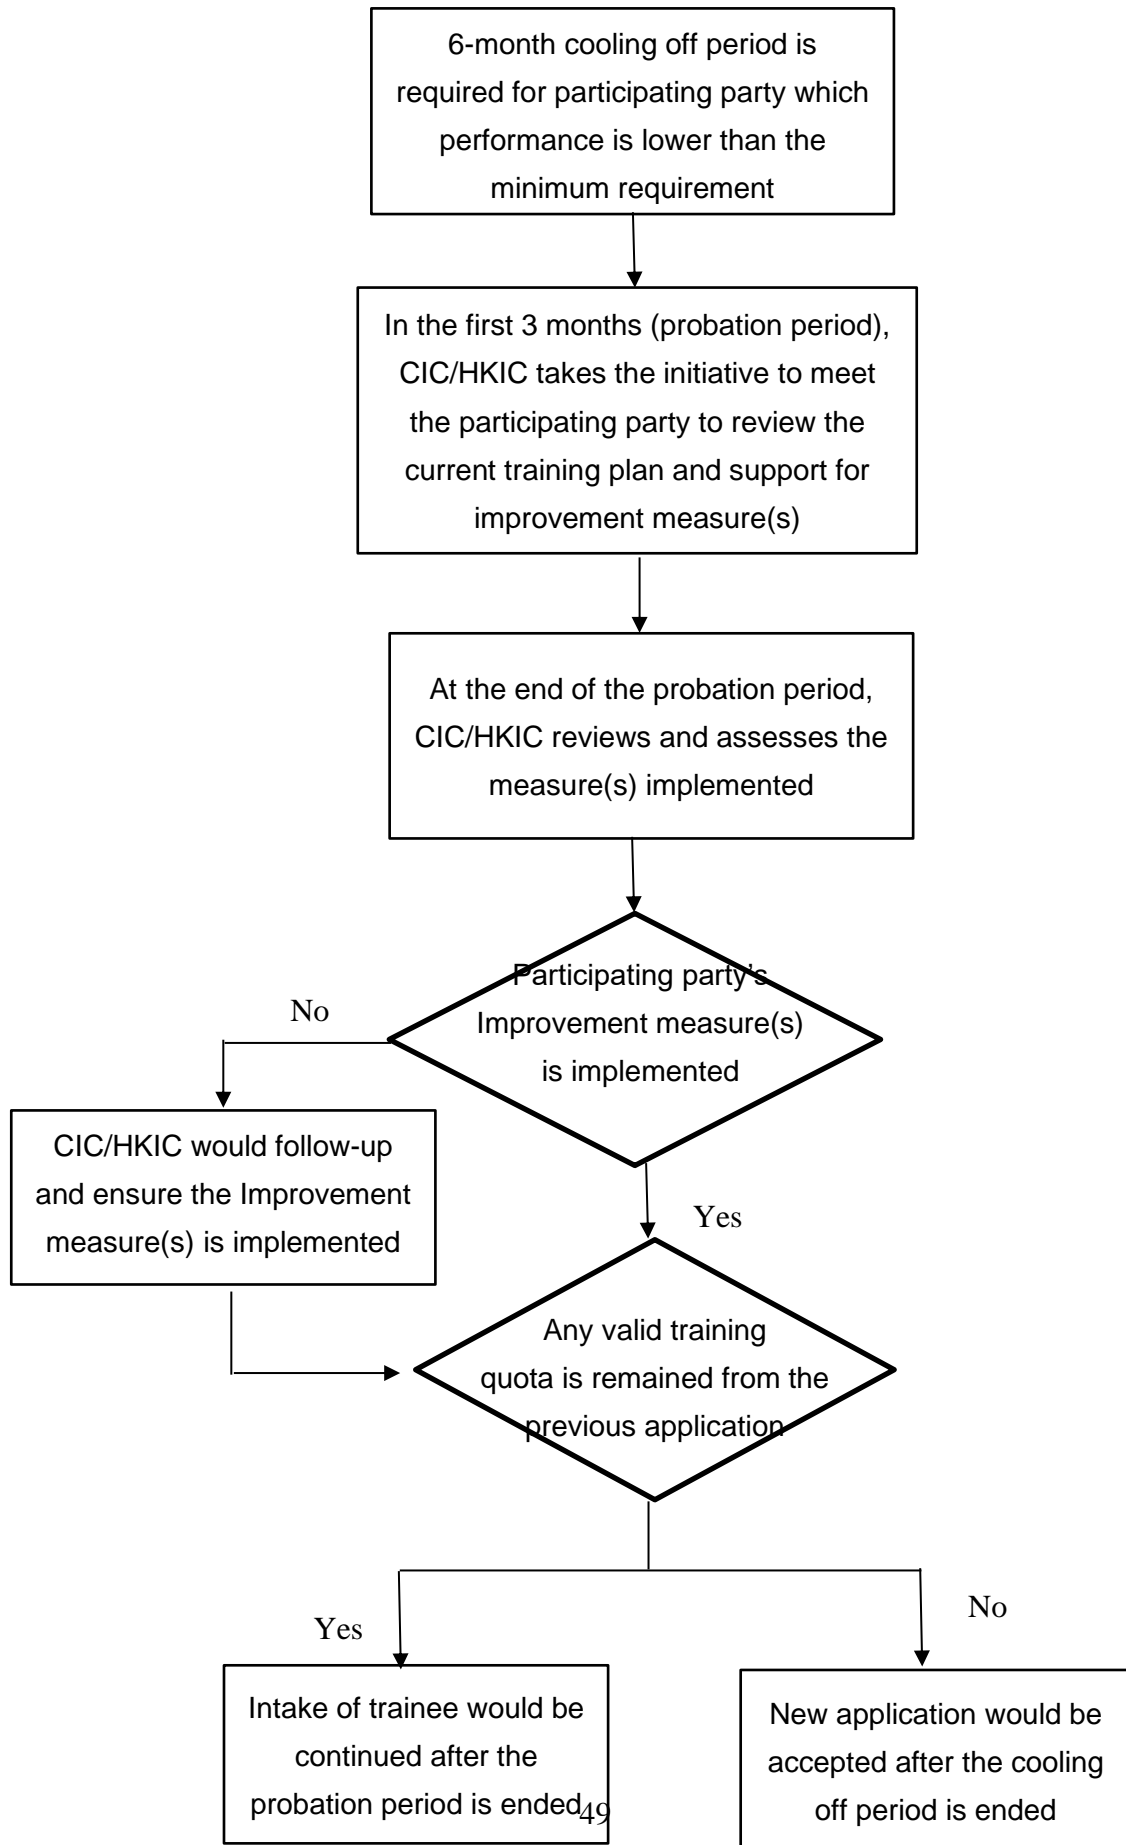 6-month cooling off period is
required for participating party which
performance is lower than the
minimum requirement
In the first 3 months (probation period),
CIC/HKIC takes the initiative to meet
the participating party to review the
current training plan and support for
improvement measure(s)
At the end of the probation period,
CIC/HKIC reviews and assesses the
measure(s) implemented
Participating party's
Improvement measure(s)
is implemented
No
CIC/HKIC would follow-up
and ensure the Improvement
measure(s) is implemented
Yes
Any valid training
quota is remained from the
previous application
Yes
No
Intake of trainee would be
continued after the
probation period is ended
New application would be
accepted after the cooling
off period is ended
49